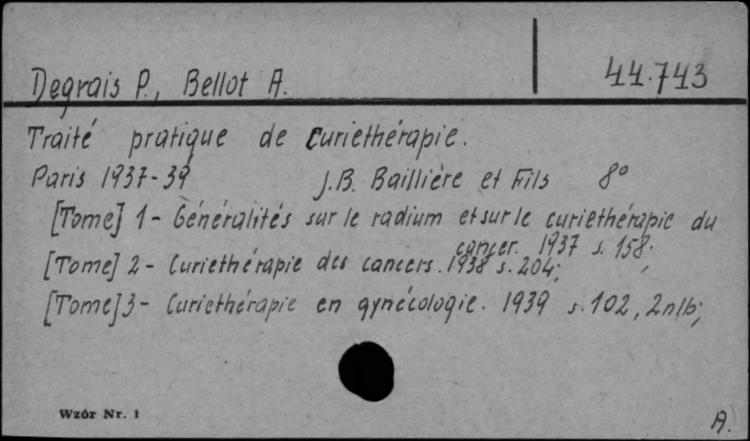 Degrais P., Bellot A.
44.743
Traité pratique de Curiethérapie.
Paris 1937-39 J.B. Baillière et Fils 8°
[Tome] 1 - Généralités sur le radium et sur le curiethérapie du
cancer. 1937 s. 158.
[Tome] 2 - Curiethérapie des cancers. 1938 s. 204;
[Tome] 3 - Curiethérapie en gynécologie. 1939 s. 102, 2nlb;
Wzór Nr. 1
A.